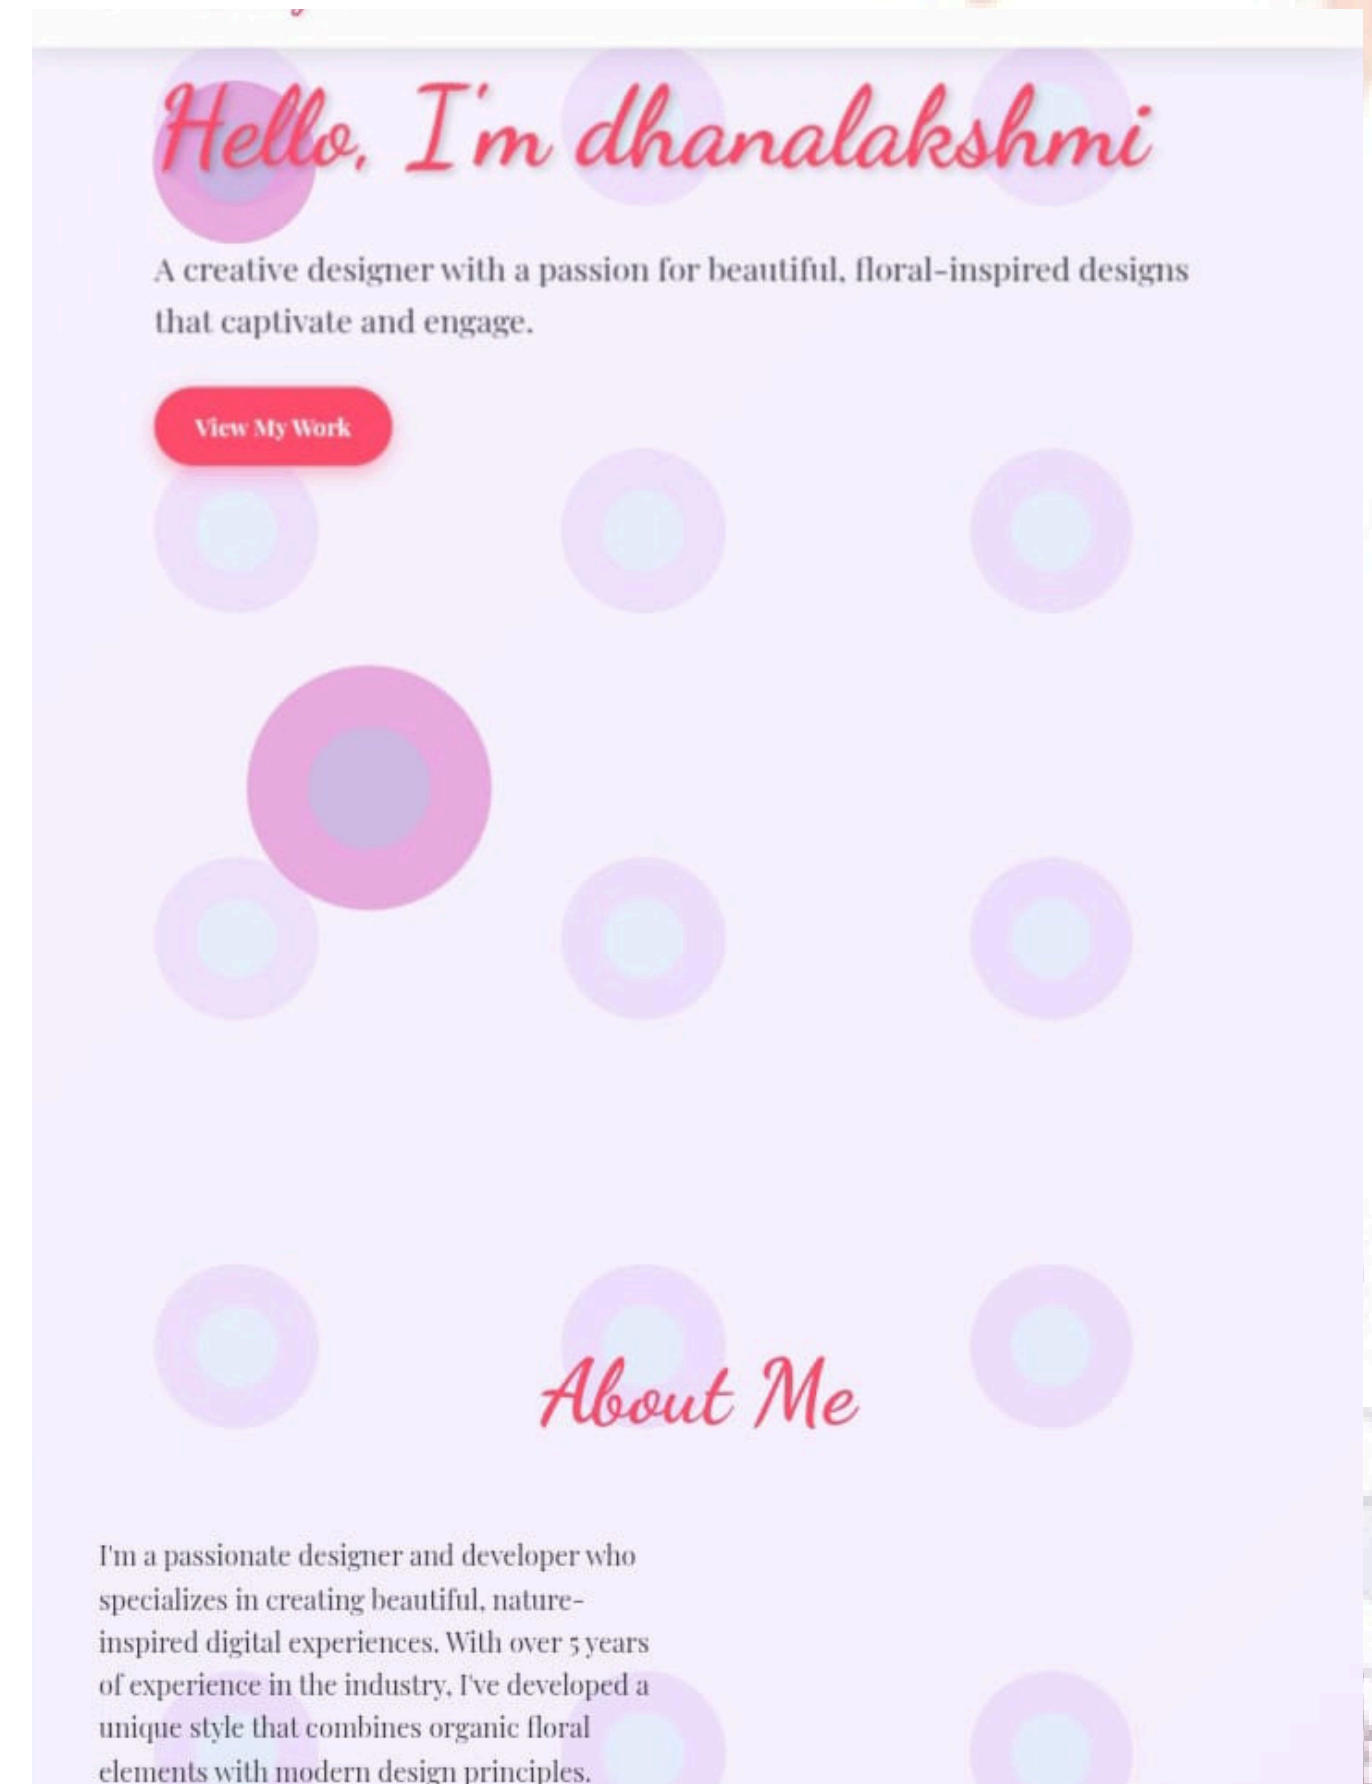 Hello, I'm dhanalakshmi
A creative designer with a passion for beautiful, floral-inspired designs
that captivate and engage.
View My Work
About Me
I'm a passionate designer and developer who
specializes in creating beautiful, nature-
inspired digital experiences. With over 5 years
of experience in the industry, I've developed a
unique style that combines organic floral
elements with modern design principles.